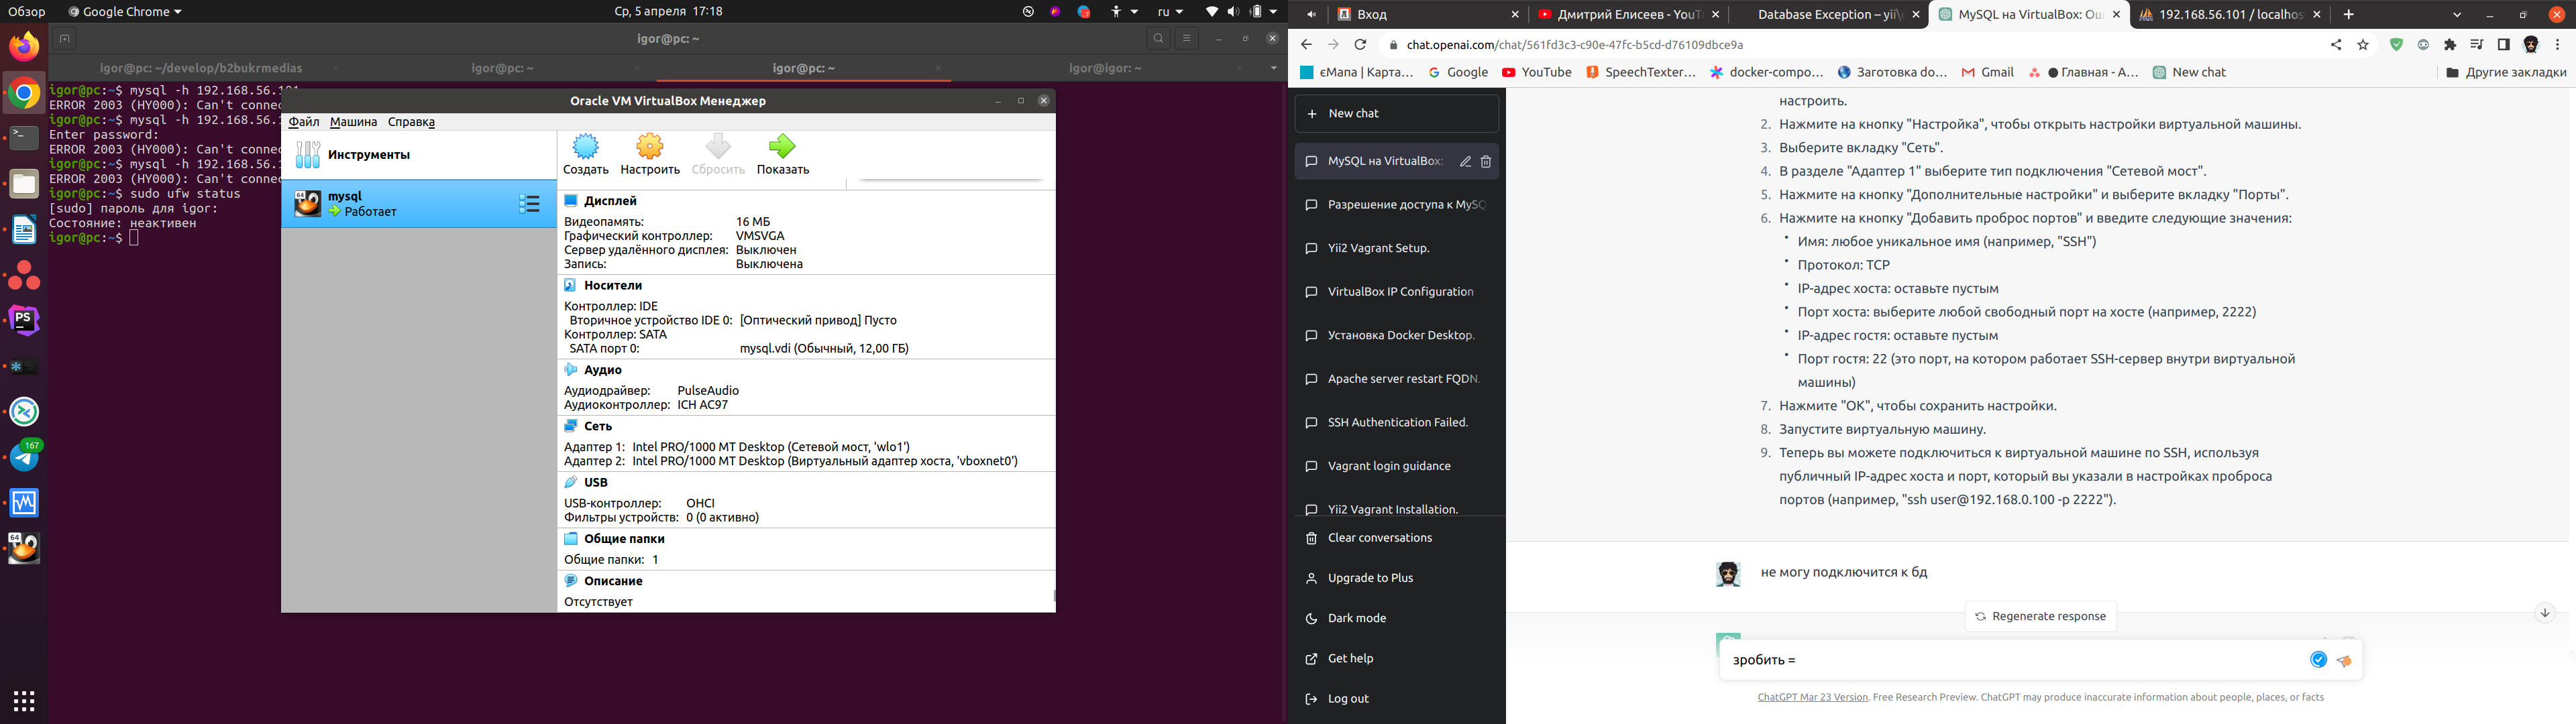 Обзор
Google Chrome
Ср, 5 апреля 17:18
ru
igor@pc: ~
igor@pc: ~/develop/b2bukrmedias
igor@pc: ~
igor@pc: ~
igor@igor: ~
igor@pc:~$ mysql -h 192.168.56.101
ERROR 2003 (HY000): Can't connec
igor@pc:~$ mysql -h 192.168.56.1
Enter password:
ERROR 2003 (HY000): Can't connec
igor@pc:~$ mysql -h 192.168.56.1
ERROR 2003 (HY000): Can't connec
igor@pc:~$ sudo ufw status
[sudo] пароль для igor:
Состояние: неактивен
igor@pc:~$
PS
167
64
Oracle VM VirtualBox Менеджер
Файл Машина Справка
Инструменты
64
mysql
Работает
Создать Настроить Сбросить Показать
Дисплей
Видеопамять: 16 МБ
Графический контроллер: VMSVGA
Сервер удалённого дисплея: Выключен
Запись: Выключена
Носители
Контроллер: IDE
Вторичное устройство IDE 0: [Оптический привод] Пусто
Контроллер: SATA
SATA порт 0: mysql.vdi (Обычный, 12,00 ГБ)
Аудио
Аудиодрайвер: PulseAudio
Аудиоконтроллер: ICH AC97
Сеть
Адаптер 1: Intel PRO/1000 MT Desktop (Сетевой мост, 'wlo1')
Адаптер 2: Intel PRO/1000 MT Desktop (Виртуальный адаптер хоста, 'vboxnet0')
USB
USB-контроллер: OHCI
Фильтры устройств: 0 (0 активно)
Общие папки
Общие папки: 1
Описание
Отсутствует
Вход
Дмитрий Елисеев - YouT
Database Exception – yii\
MySQL на VirtualBox: Ош
192.168.56.101 / localhos
chat.openai.com/chat/561fd3c3-c90e-47fc-b5cd-d76109dbce9a
єМапа | Карта…
Google
YouTube
SpeechTexter…
docker-compo…
Заготовка do…
Gmail
Главная - A…
New chat
Другие закладки
New chat
MySQL на VirtualBox:
Разрешение доступа к MySQ
Yii2 Vagrant Setup.
VirtualBox IP Configuration
Установка Docker Desktop.
Apache server restart FQDN.
SSH Authentication Failed.
Vagrant login guidance
Yii2 Vagrant Installation.
Clear conversations
Upgrade to Plus
Dark mode
Get help
Log out
настроить.
2. Нажмите на кнопку "Настройка", чтобы открыть настройки виртуальной машины.
3. Выберите вкладку "Сеть".
4. В разделе "Адаптер 1" выберите тип подключения "Сетевой мост".
5. Нажмите на кнопку "Дополнительные настройки" и выберите вкладку "Порты".
6. Нажмите на кнопку "Добавить проброс портов" и введите следующие значения:
• Имя: любое уникальное имя (например, "SSH")
• Протокол: TCP
• IP-адрес хоста: оставьте пустым
• Порт хоста: выберите любой свободный порт на хосте (например, 2222)
• IP-адрес гостя: оставьте пустым
• Порт гостя: 22 (это порт, на котором работает SSH-сервер внутри виртуальной
машины)
7. Нажмите "ОК", чтобы сохранить настройки.
8. Запустите виртуальную машину.
9. Теперь вы можете подключиться к виртуальной машине по SSH, используя
публичный IP-адрес хоста и порт, который вы указали в настройках проброса
портов (например, "ssh user@192.168.0.100 -p 2222").
не могу подключится к бд
Regenerate response
зробить =
ChatGPT Mar 23 Version. Free Research Preview. ChatGPT may produce inaccurate information about people, places, or facts